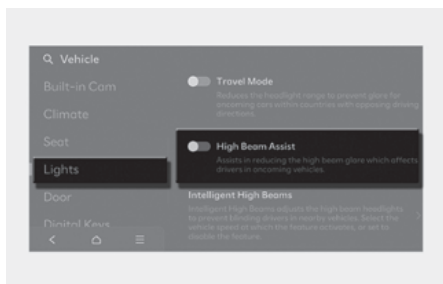 Vehicle
Built-in Cam
Climate
Seat
Lights
Door
Digital Keys
Travel Mode
Reduces the headlight range to prevent glare for
oncoming cars within countries with opposing driving
directions.
High Beam Assist
Assists in reducing the high beam glare which affects
drivers in oncoming vehicles.
Intelligent High Beams
Intelligent High Beams adjusts the high beam headlights
to prevent blinding drivers in nearby vehicles. Select the
vehicle speed at which the feature activates, or set to
disable the feature.